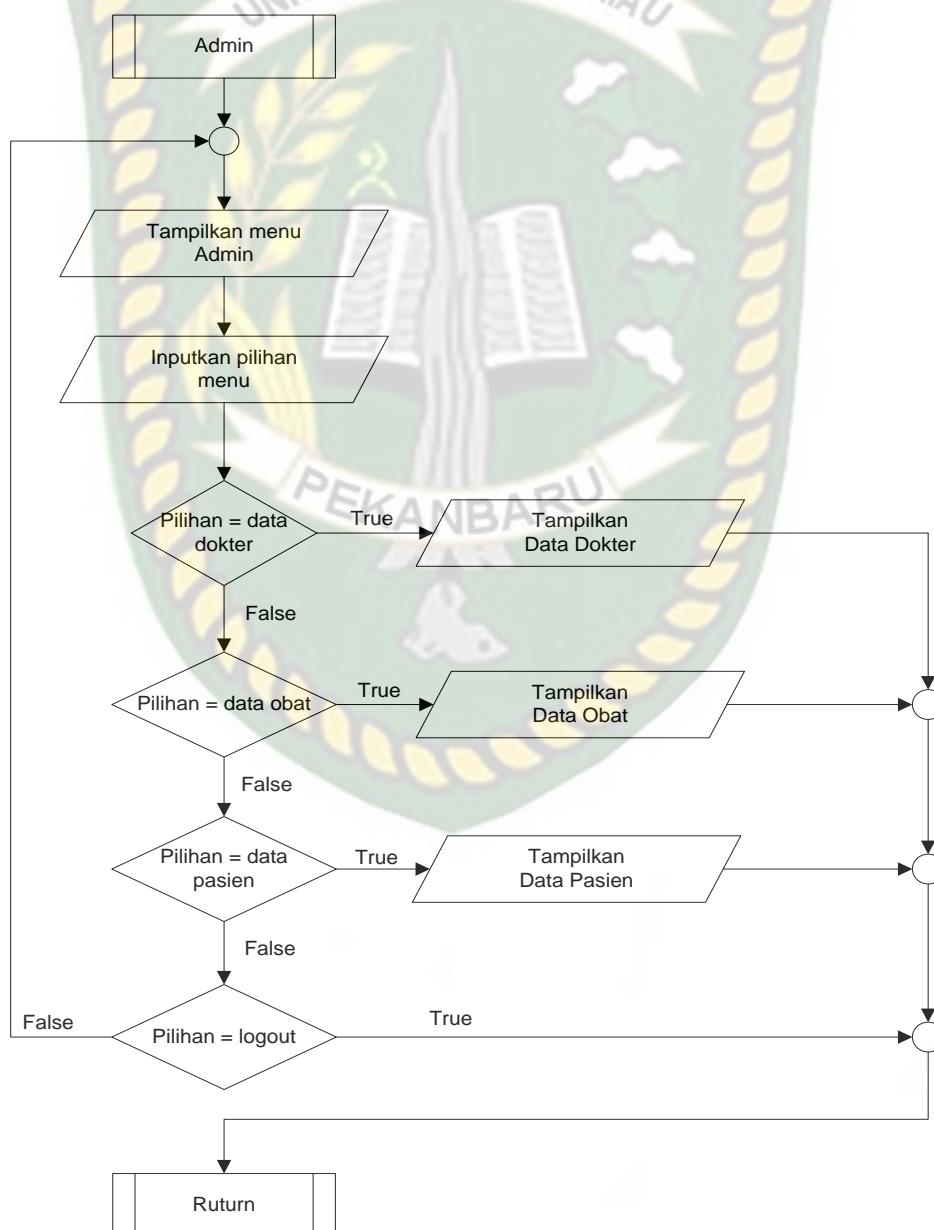 Admin
Tampilkan menu
Admin
Inputkan pilihan
menu
PEKANBARU
Pilihan = data
dokter
True
Tampilkan
Data Dokter
False
Pilihan = data obat
True
Tampilkan
Data Obat
False
Pilihan = data
pasien
True
Tampilkan
Data Pasien
False
Pilihan = logout
False
True
Ruturn